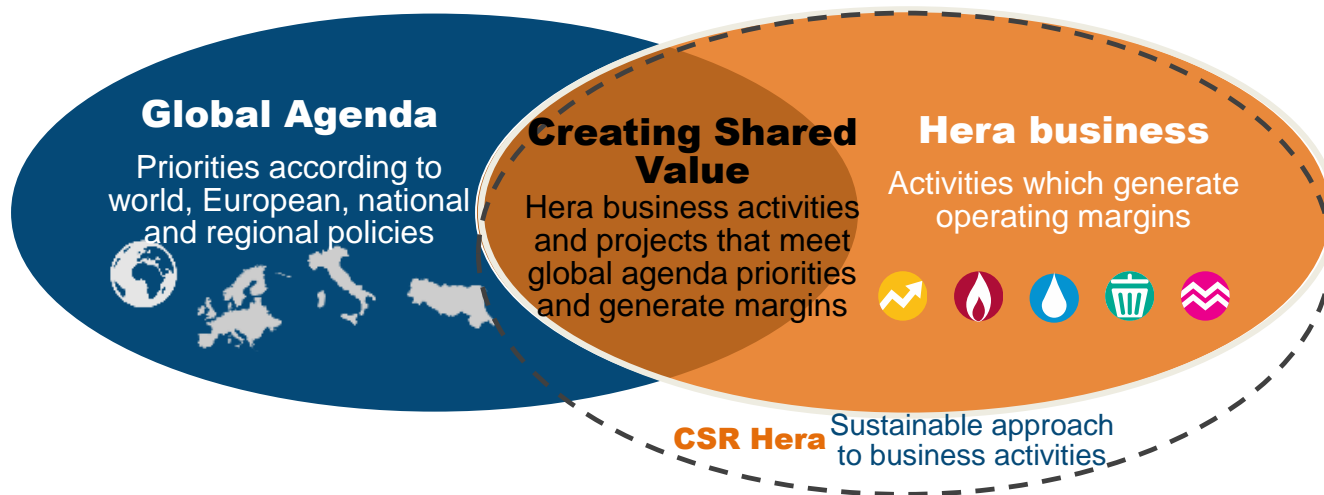 Global Agenda
Priorities according to
world, European, national
and regional policies
Creating Shared
Value
Hera business activities
and projects that meet
global agenda priorities
and generate margins
Hera business
Activities which generate
operating margins
CSR Hera
Sustainable approach
to business activities